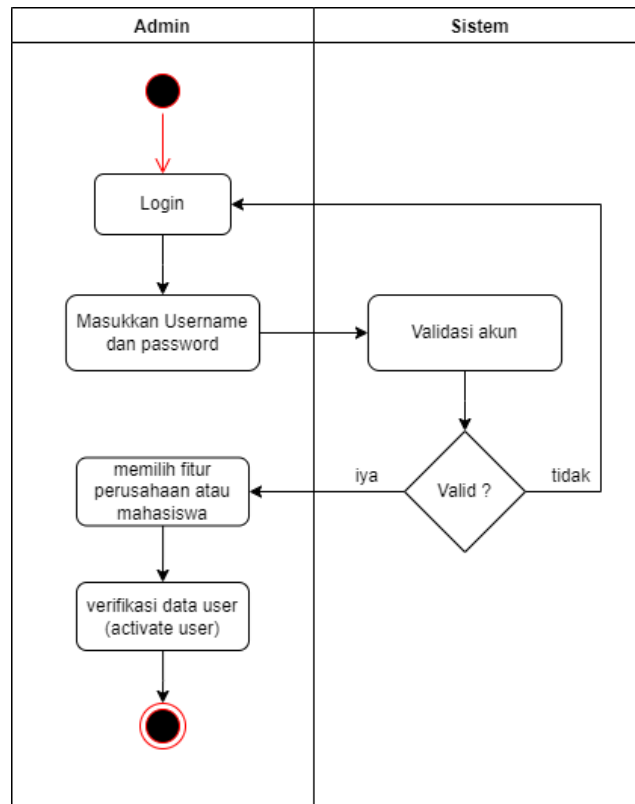 Admin
Sistem
Login
Masukkan Username
dan password
Validasi akun
memilih fitur
perusahaan atau
mahasiswa
iya
Valid ?
tidak
verifikasi data user
(activate user)